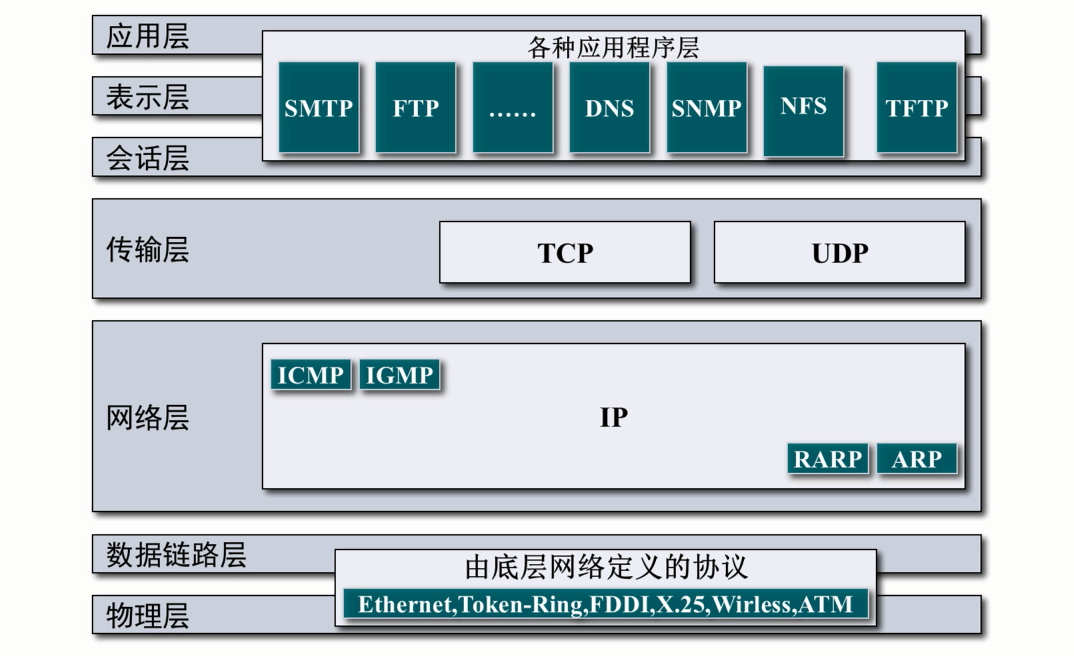 应用层
各种应用程序层
表示层
SMTP FTP …… DNS SNMP NFS TFTP
会话层
传输层
TCP UDP
ICMP IGMP
网络层
IP
RARP ARP
数据链路层
由底层网络定义的协议
Ethernet,Token-Ring,FDDI,X.25,Wirless,ATM
物理层